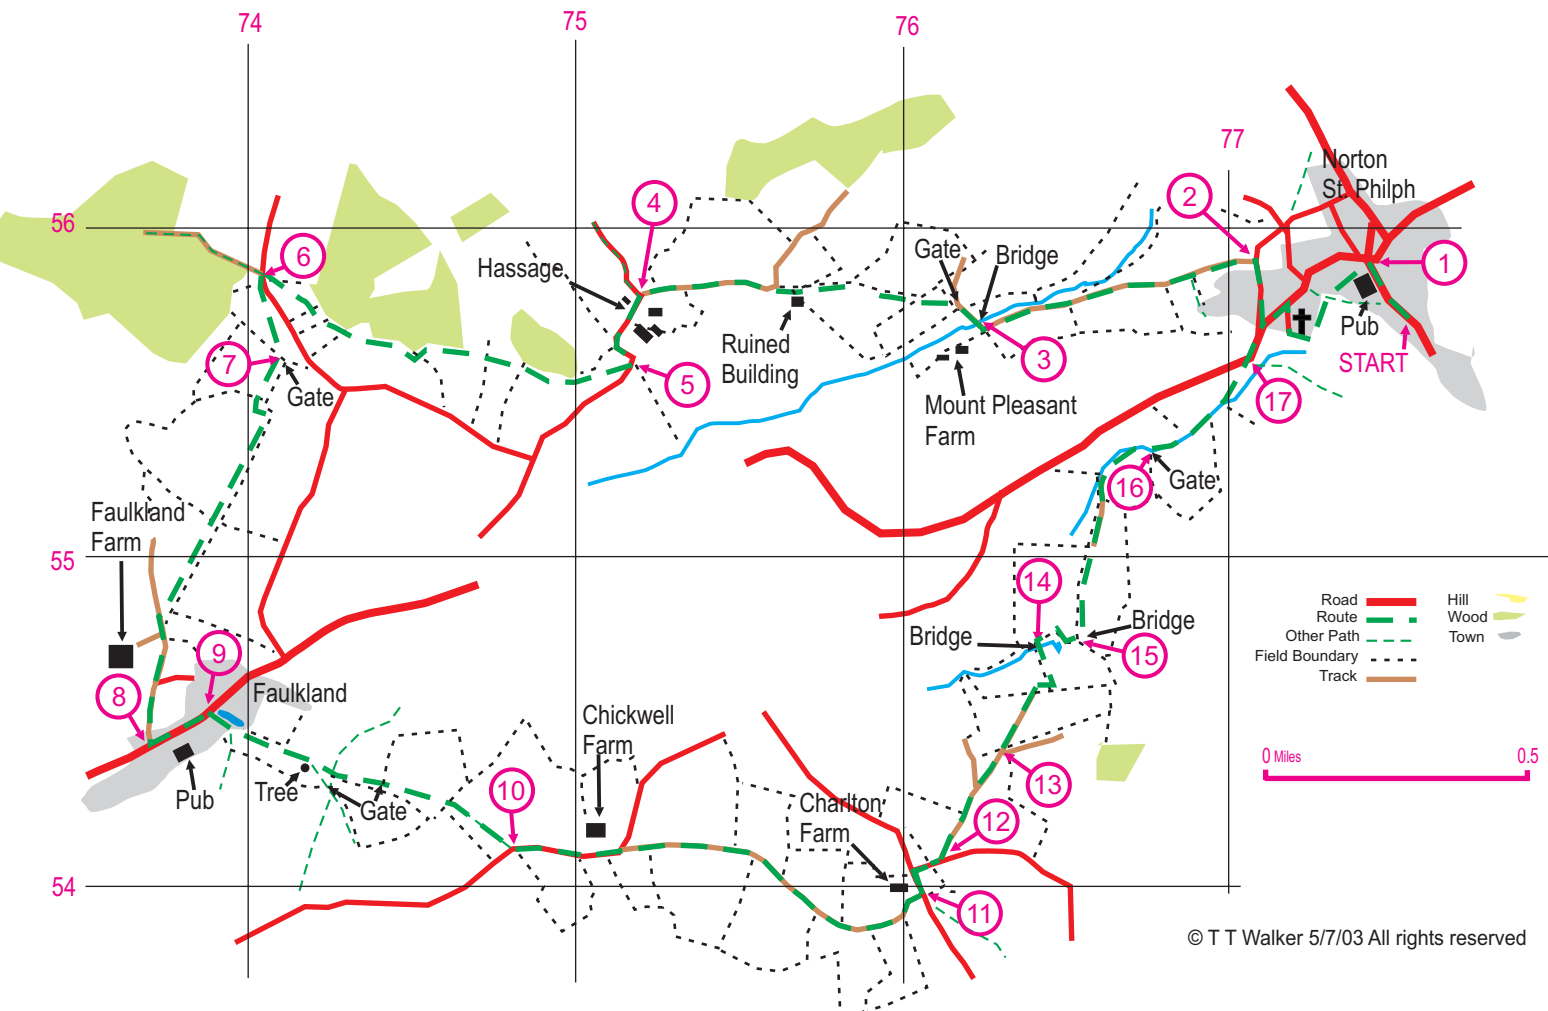 74
75
76
77
Norton
St. Philph
56
4
2
6
Hassage
Gate
Bridge
1
Pub
START
7
Gate
Ruined
Building
3
5
Mount Pleasant
Farm
17
16
Gate
Faulkland
Farm
55
14
Bridge
Bridge
15
Road
Route
Other Path
Field Boundary
Track
Hill
Wood
Town
9
8
Faulkland
Pub
Tree
Gate
10
Chickwell
Farm
13
Charlton
Farm
12
0 Miles
0.5
54
11
© T T Walker 5/7/03 All rights reserved